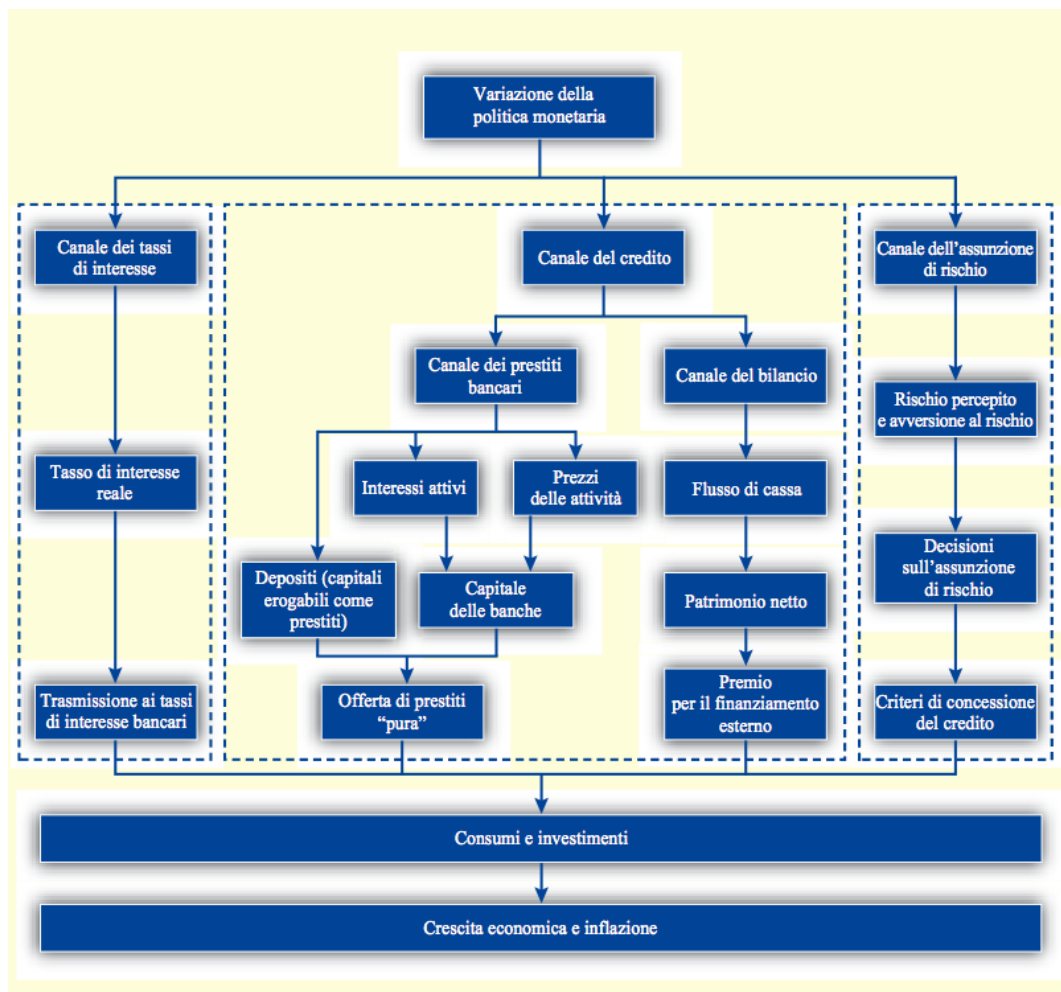 Variazione della
politica monetaria
Canale dei tassi
di interesse
Canale del credito
Canale dell’assunzione
di rischio
Canale dei prestiti
bancari
Canale del bilancio
Rischio percepito
e avversione al rischio
Tasso di interesse
reale
Interessi attivi
Prezzi
delle attività
Flusso di cassa
Decisioni
sull’assunzione
di rischio
Depositi (capitali
erogabili come
prestiti)
Capitale
delle banche
Patrimonio netto
Trasmissione ai tassi
di interesse bancari
Offerta di prestiti
“pura”
Premio
per il finanziamento
esterno
Criteri di concessione
del credito
Consumi e investimenti
Crescita economica e inflazione